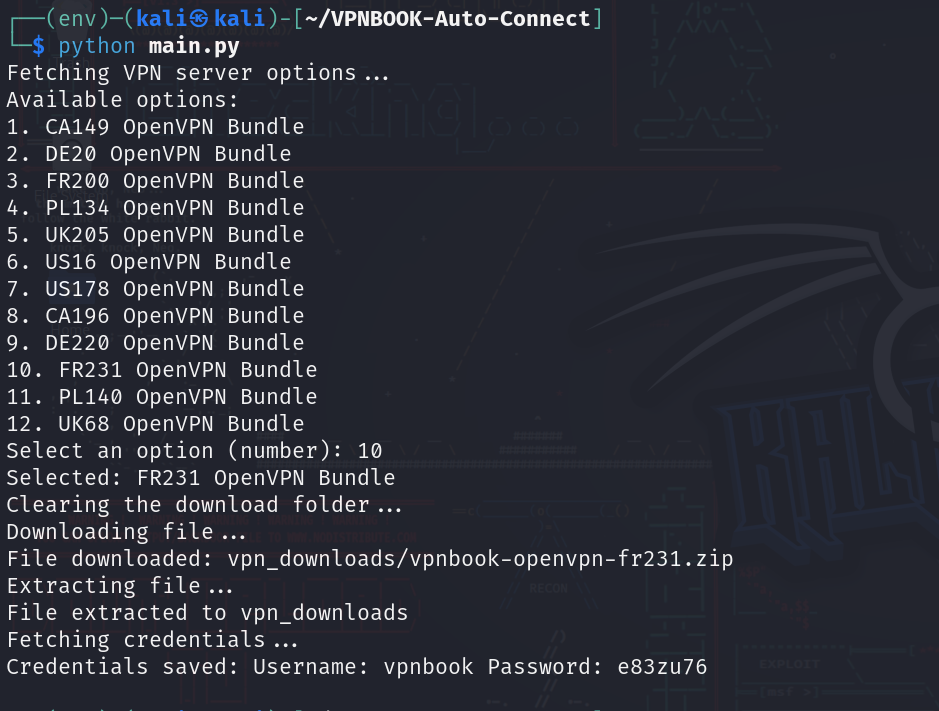 ┌──(env)─(kali㉿kali)-[~/VPNBOOK-Auto-Connect]
└─$ python main.py
Fetching VPN server options...
Available options:
1. CA149 OpenVPN Bundle
2. DE20 OpenVPN Bundle
3. FR200 OpenVPN Bundle
4. PL134 OpenVPN Bundle
5. UK205 OpenVPN Bundle
6. US16 OpenVPN Bundle
7. US178 OpenVPN Bundle
8. CA196 OpenVPN Bundle
9. DE220 OpenVPN Bundle
10. FR231 OpenVPN Bundle
11. PL140 OpenVPN Bundle
12. UK68 OpenVPN Bundle
Select an option (number): 10
Selected: FR231 OpenVPN Bundle
Clearing the download folder...
Downloading file...
File downloaded: vpn_downloads/vpnbook-openvpn-fr231.zip
Extracting file...
File extracted to vpn_downloads
Fetching credentials...
Credentials saved: Username: vpnbook Password: e83zu76
RECON
EXPLOIT
(msf >)